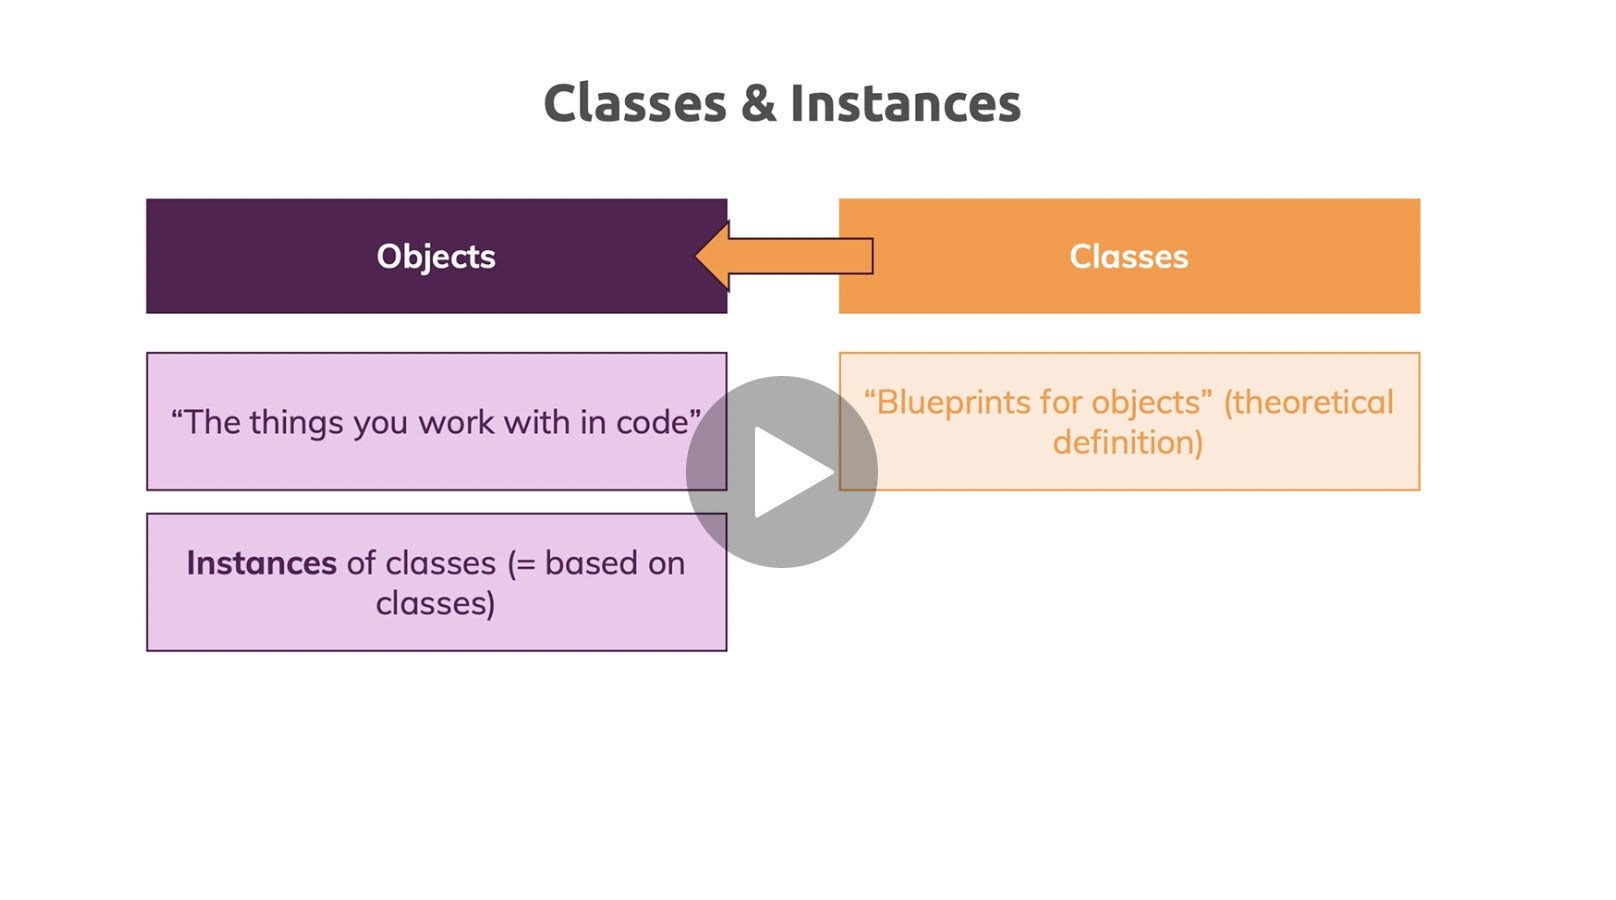 Classes & Instances
Objects
Classes
“The things you work with in code”
“Blueprints for objects” (theoretical
definition)
Instances of classes (= based on
classes)